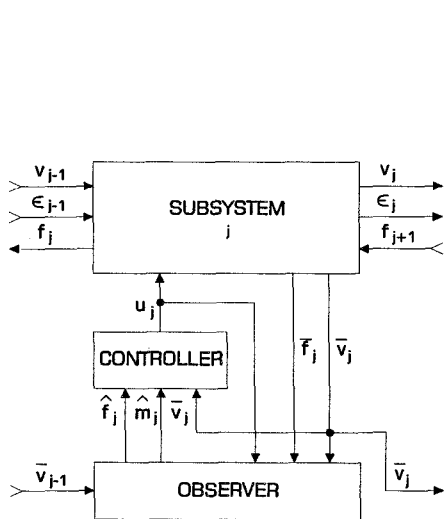 v_{j-1} v_j
ϵ_{j-1} SUBSYSTEM ϵ_j
f_j j f_{j+1}
u_j
CONTROLLER f̄_j v̄_j
f̂_j m̂_j v̄_j
v̄_{j-1} v̄_j
OBSERVER